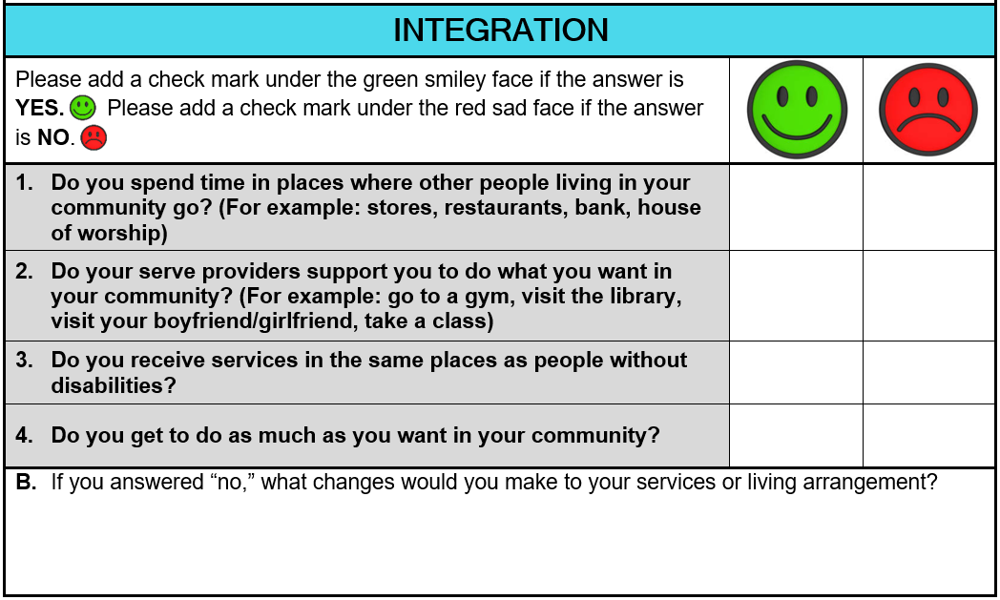 INTEGRATION
Please add a check mark under the green smiley face if the answer is
YES. Please add a check mark under the red sad face if the answer
is NO.
1. Do you spend time in places where other people living in your
community go? (For example: stores, restaurants, bank, house
of worship)
2. Do your serve providers support you to do what you want in
your community? (For example: go to a gym, visit the library,
visit your boyfriend/girlfriend, take a class)
3. Do you receive services in the same places as people without
disabilities?
4. Do you get to do as much as you want in your community?
B. If you answered “no,” what changes would you make to your services or living arrangement?